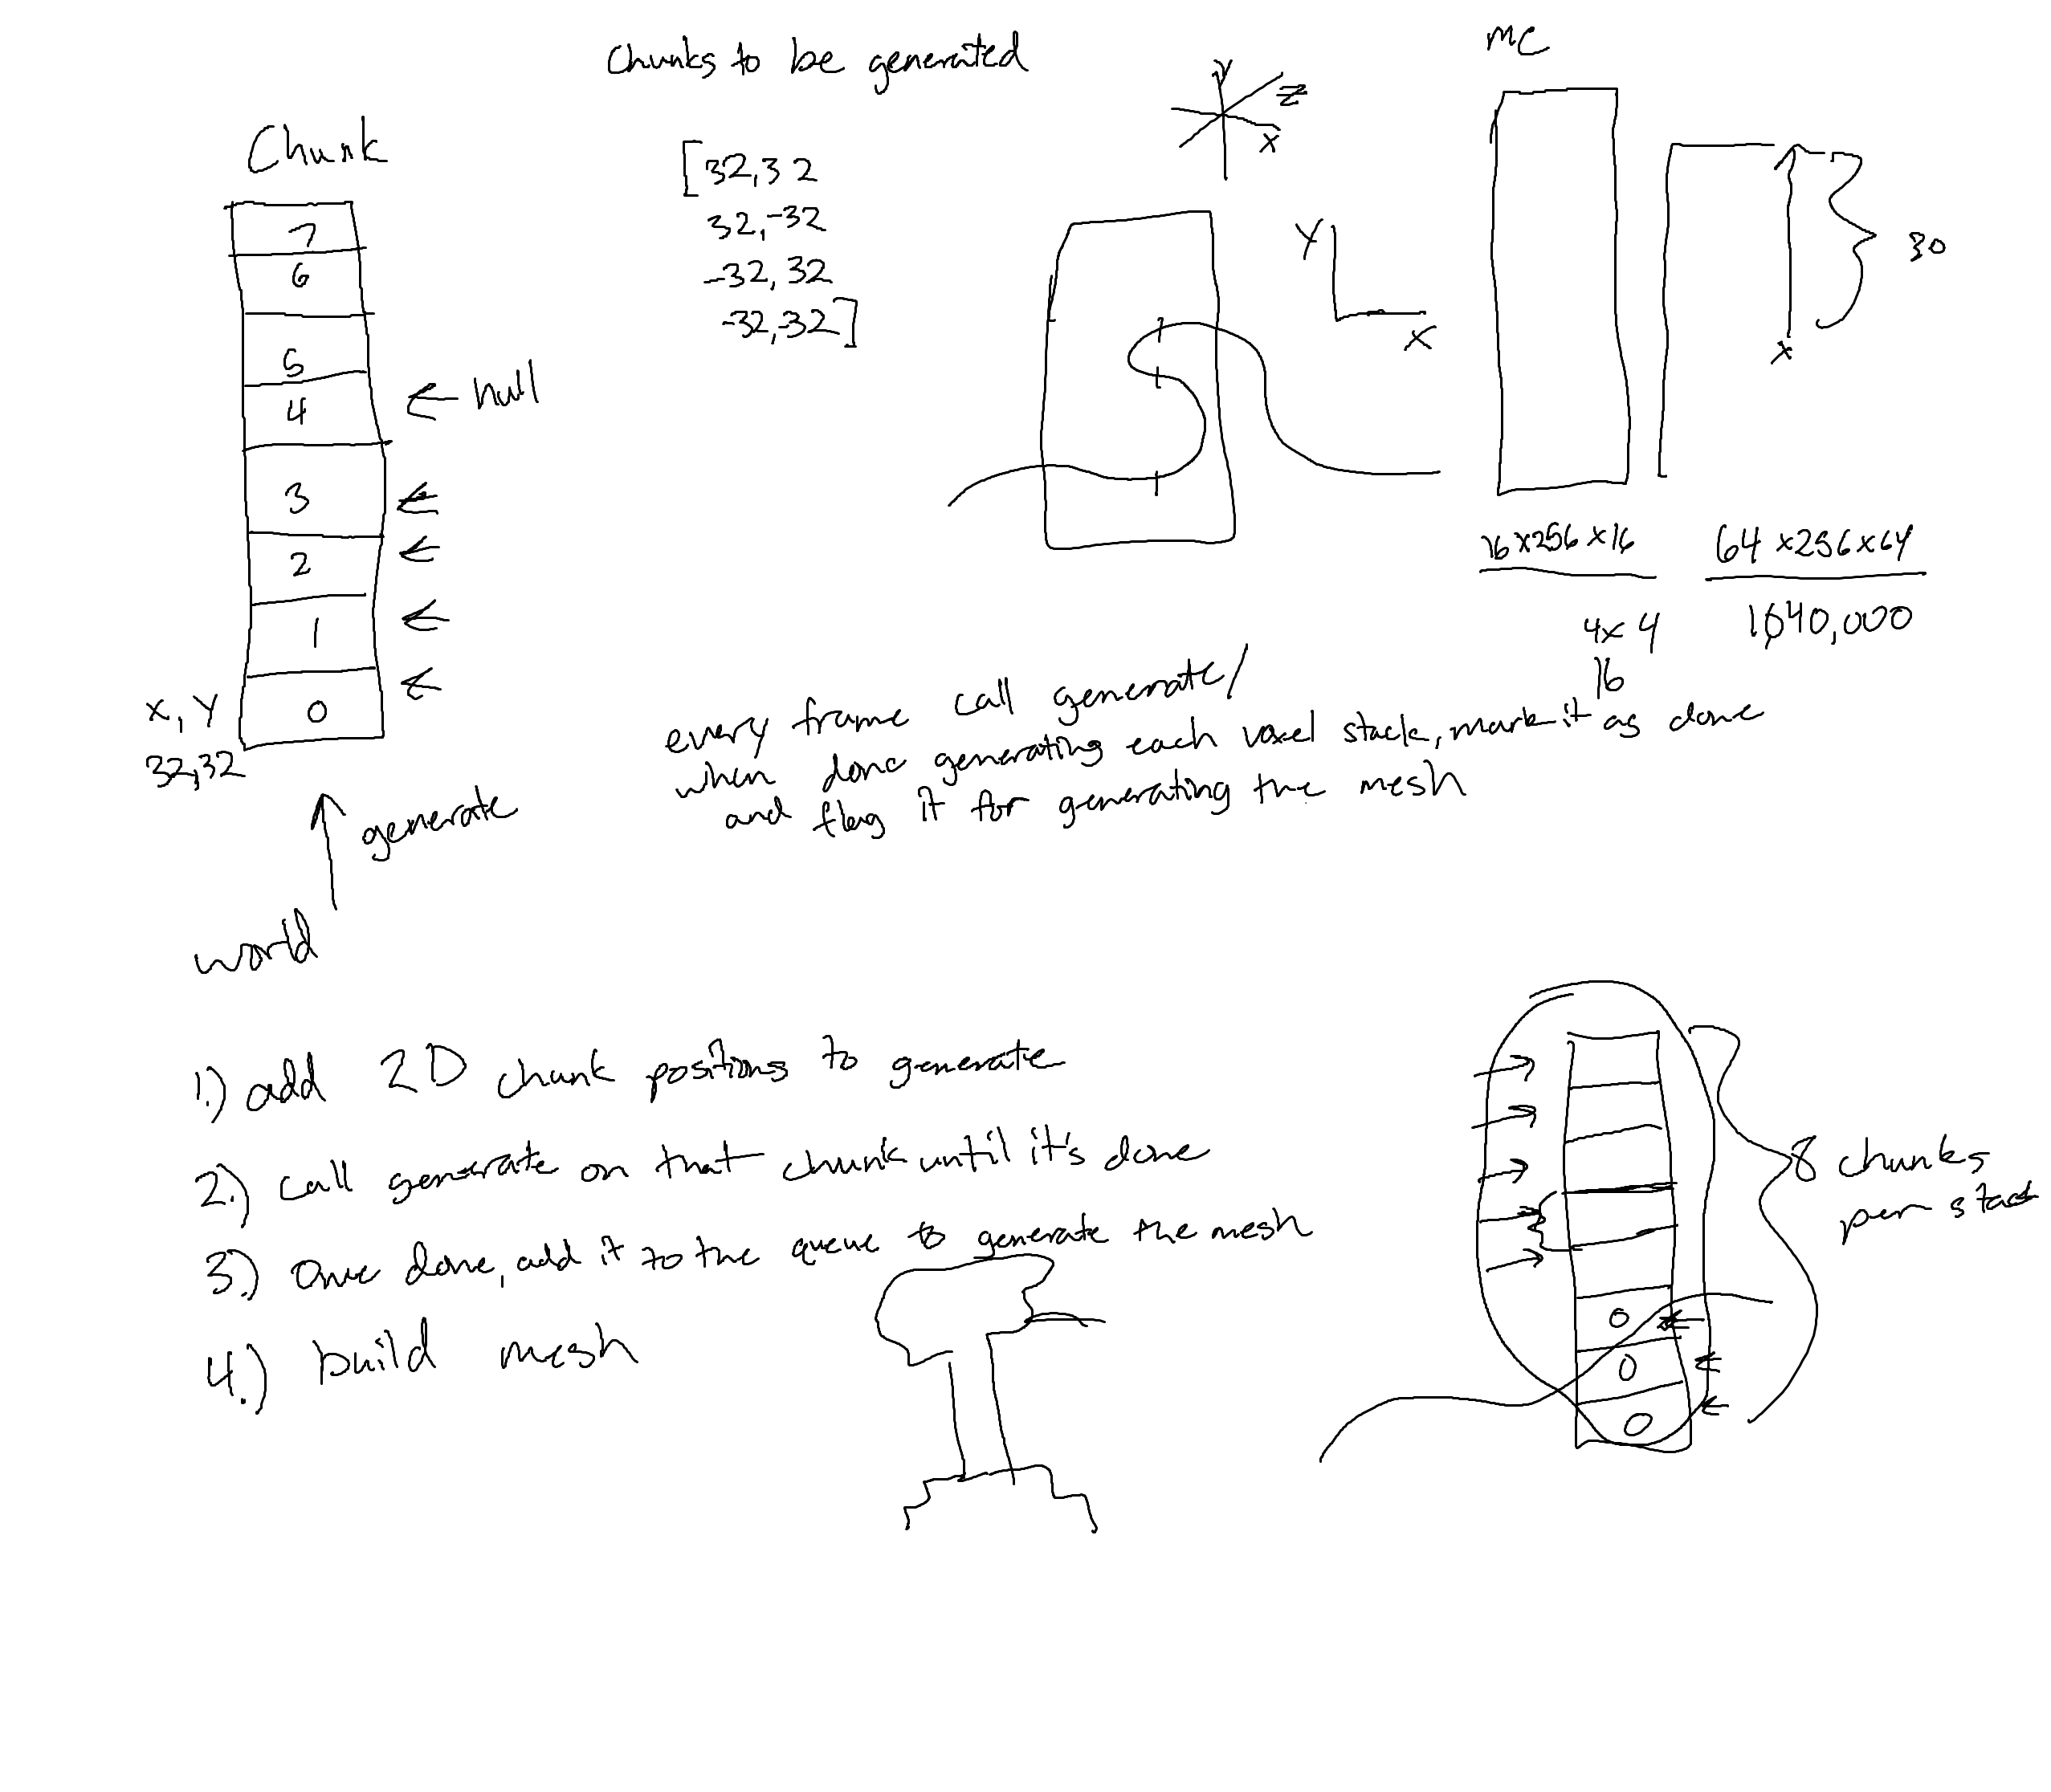 Chunks to be generated
MC
Chunk
[32,32
32,-32
-32,32
-32,-32]
Y
Z
X
Y
X
30
x
7
6
5
4
← null
3
2
1
0
X, Y
32,32
16x256x16
64x256x64
4x4
16
1040,000
every frame call generate/
when done generating each voxel stack, mark it as done
and flag it for generating the mesh
generate
world
1.) add 2D chunk positions to generate
2.) call generate on that chunk until it's done
3.) Once done, add it to the queue to generate the mesh
4.) build mesh
8 chunks
per stack
0
0
0